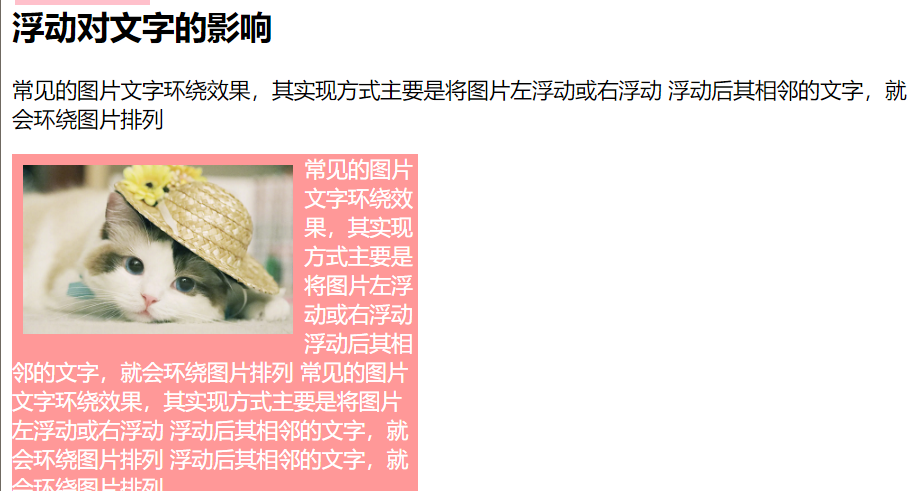 浮动对文字的影响
常见的图片文字环绕效果，其实现方式主要是将图片左浮动或右浮动 浮动后其相邻的文字，就
会环绕图片排列
常见的图片
文字环绕效
果，其实现
方式主要是
将图片左浮
动或右浮动
浮动后其相
邻的文字，就会环绕图片排列 常见的图片
文字环绕效果，其实现方式主要是将图片
左浮动或右浮动 浮动后其相邻的文字，就
会环绕图片排列 浮动后其相邻的文字，就
会环绕图片排列